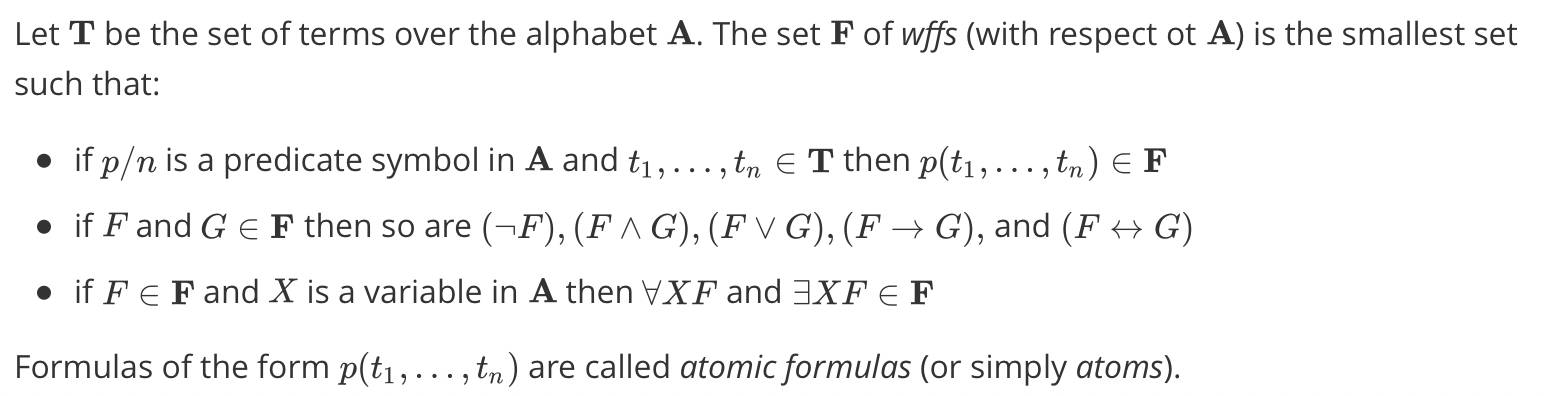 Let T be the set of terms over the alphabet A. The set F of wffs (with respect ot A) is the smallest set
such that:
• if p/n is a predicate symbol in A and t₁, . . . , tₙ ∈ T then p(t₁, . . . , tₙ) ∈ F
• if F and G ∈ F then so are (¬F), (F ∧ G), (F ∨ G), (F → G), and (F ↔ G)
• if F ∈ F and X is a variable in A then ∀XF and ∃XF ∈ F
Formulas of the form p(t₁, . . . , tₙ) are called atomic formulas (or simply atoms).